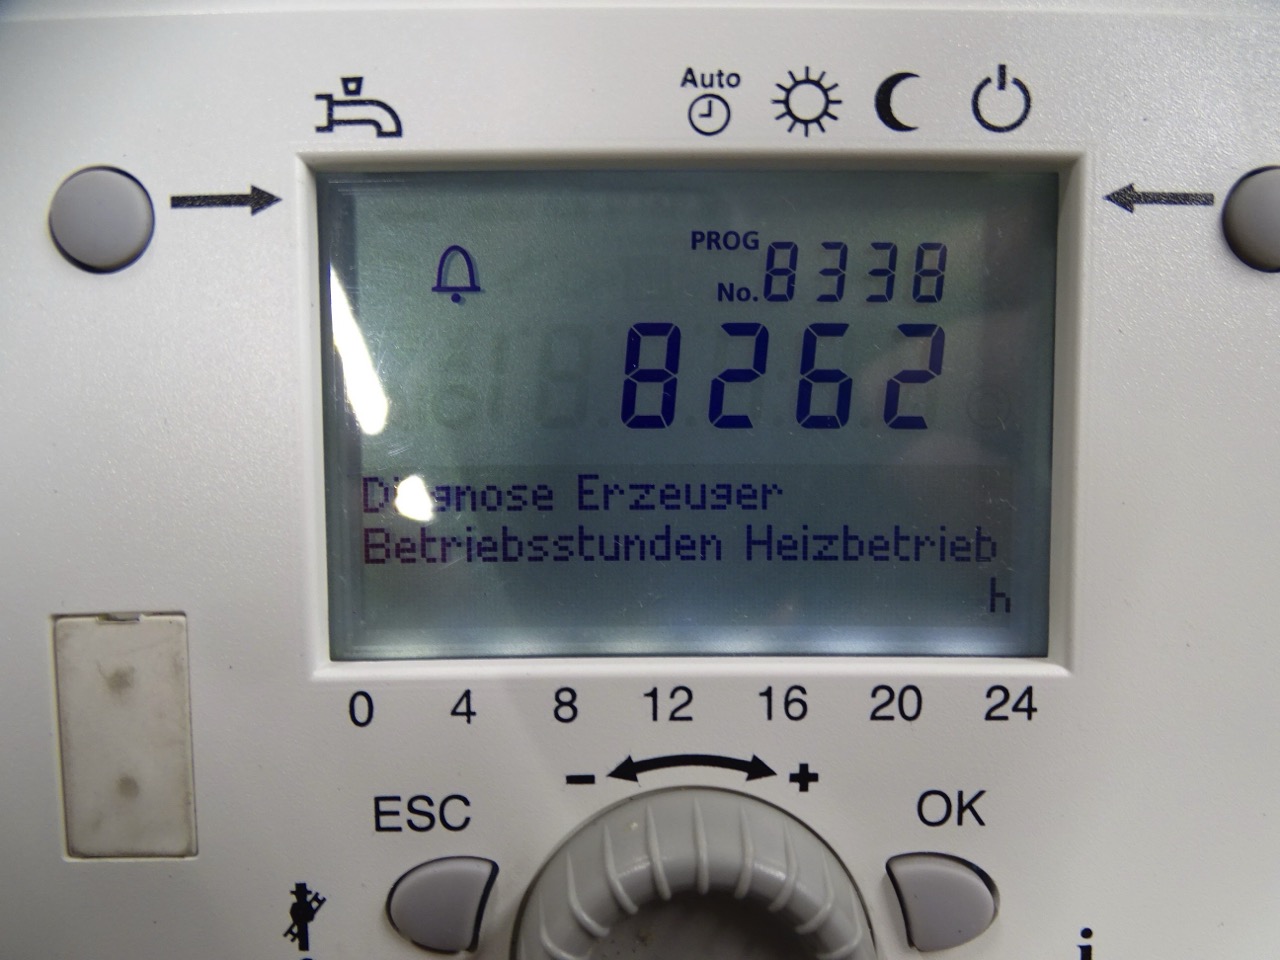 Auto
PROG
No. 8338
8262
Diagnose Erzeuger
Betriebsstunden Heizbetrieb
h
0 4 8 12 16 20 24
- +
ESC OK
i